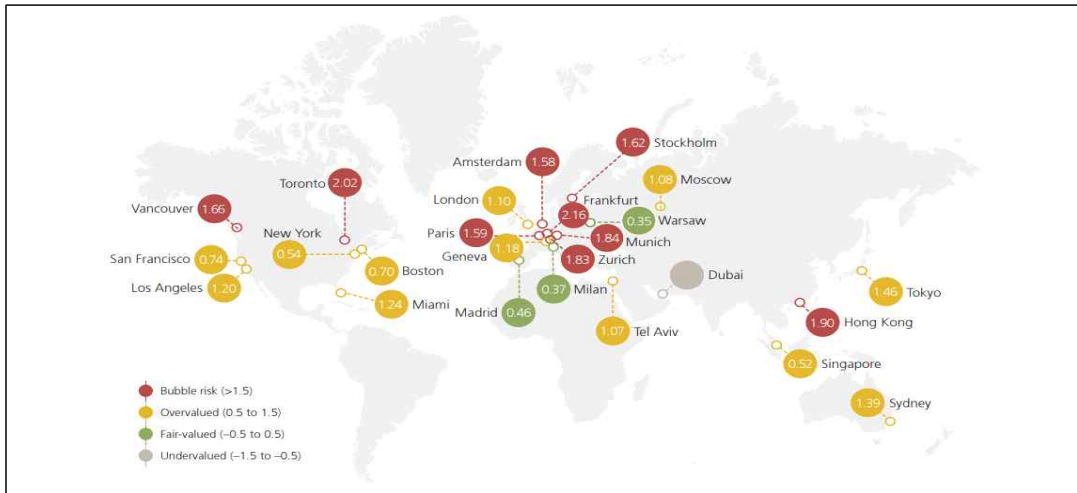 Stockholm 1.62
Amsterdam 1.58
Moscow 1.08
Toronto 2.02
Frankfurt 2.16
London 1.10
Vancouver 1.66
Warsaw 0.35
Paris 1.59
Munich 1.84
New York 0.54
Geneva 1.18
Zurich 1.83
San Francisco 0.74
Boston 0.70
Dubai
Los Angeles 1.20
Milan 0.37
Tokyo 1.46
Miami 1.24
Madrid 0.46
Hong Kong 1.90
Tel Aviv 1.07
Singapore 0.52
Sydney 1.39
Bubble risk (>1.5)
Overvalued (0.5 to 1.5)
Fair-valued (–0.5 to 0.5)
Undervalued (–1.5 to –0.5)